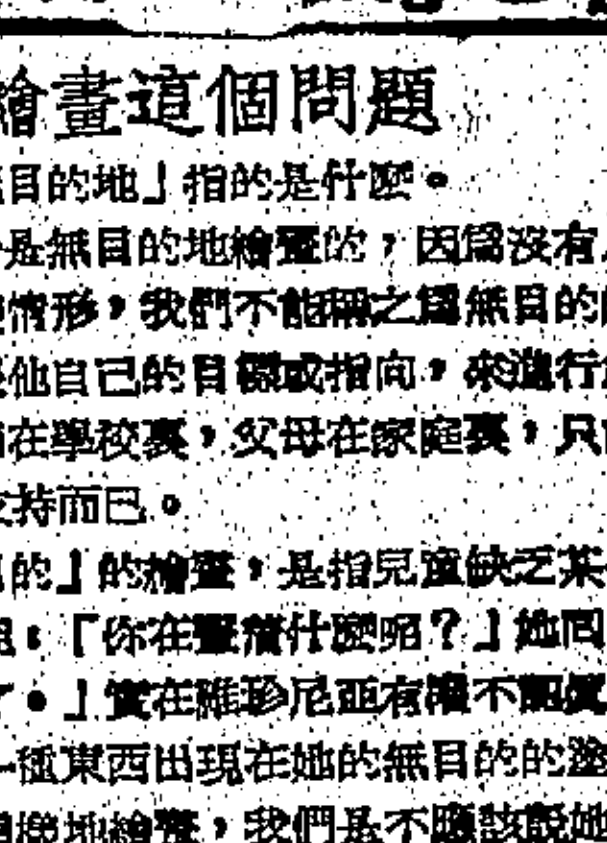 繪畫這個問題
目的地」指的是什麼。
是無目的地繪畫的，因爲沒有
情形，我們不能稱之爲無目的
他自己的目標或指向，來進行
在學校裏，父母在家庭裏，只
支持而已。
的」的繪畫，是指兒童缺乏某
：「你在畫着什麼呢？」她回
了。」實在維珍尼亞有
一種東西出現在她的無目的的塗
地繪畫，我們是不應該說她